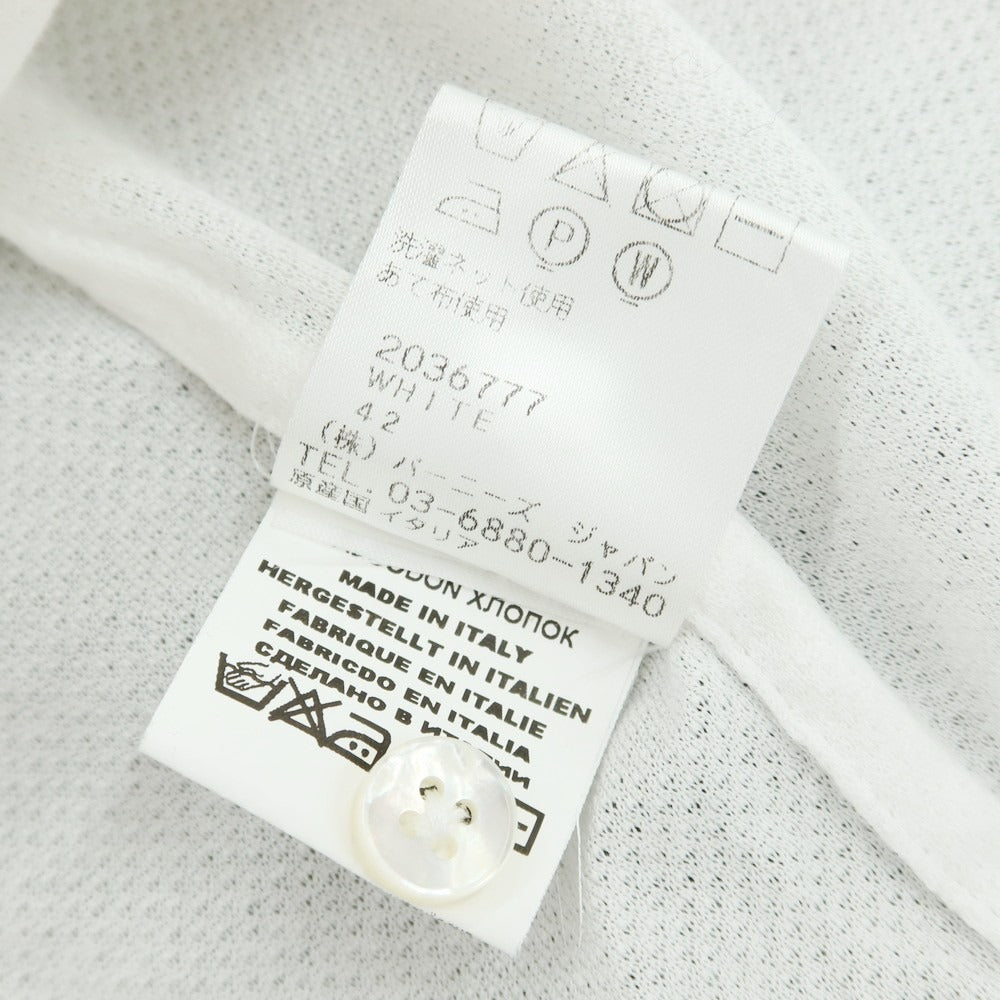 P W
洗濯ネット使用
あて布使用
2036777
WHITE
42
(株) バーニーズ ジャパン
TEL. 03-6880-1340
原産国 イタリア
ХЛОПОК
MADE IN ITALY
HERGESTELLT IN ITALIEN
FABRIQUE EN ITALIE
FABRICDO EN ITALIA
СДЕЛАНО В